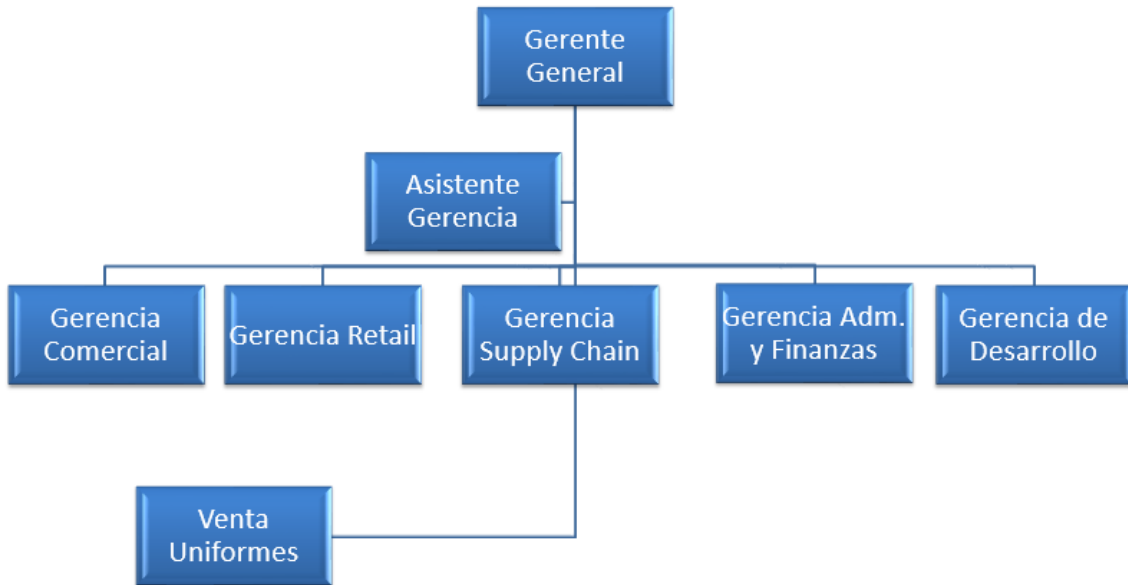 Gerente
General
Asistente
Gerencia
Gerencia
Comercial
Gerencia Retail
Gerencia
Supply Chain
Gerencia Adm.
y Finanzas
Gerencia de
Desarrollo
Venta
Uniformes